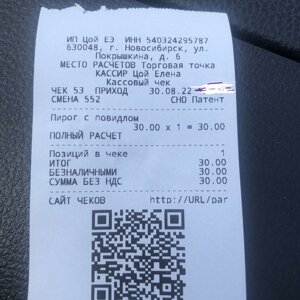 ИП Цой ЕЭ ИНН 540324295787
630048, г. Новосибирск, ул.
Покрышкина, д. 6
МЕСТО РАСЧЕТОВ Торговая точка
КАССИР Цой Елена
Кассовый чек
ЧЕК 53 ПРИХОД 30.08.22
СМЕНА 552 СНО Патент
Пирог с повидлом
30.00 x 1 = 30.00
ПОЛНЫЙ РАСЧЕТ
Позиций в чеке 1
ИТОГ 30.00
БЕЗНАЛИЧНЫМИ 30.00
СУММА БЕЗ НДС 30.00
САЙТ ЧЕКОВ http://URL/par